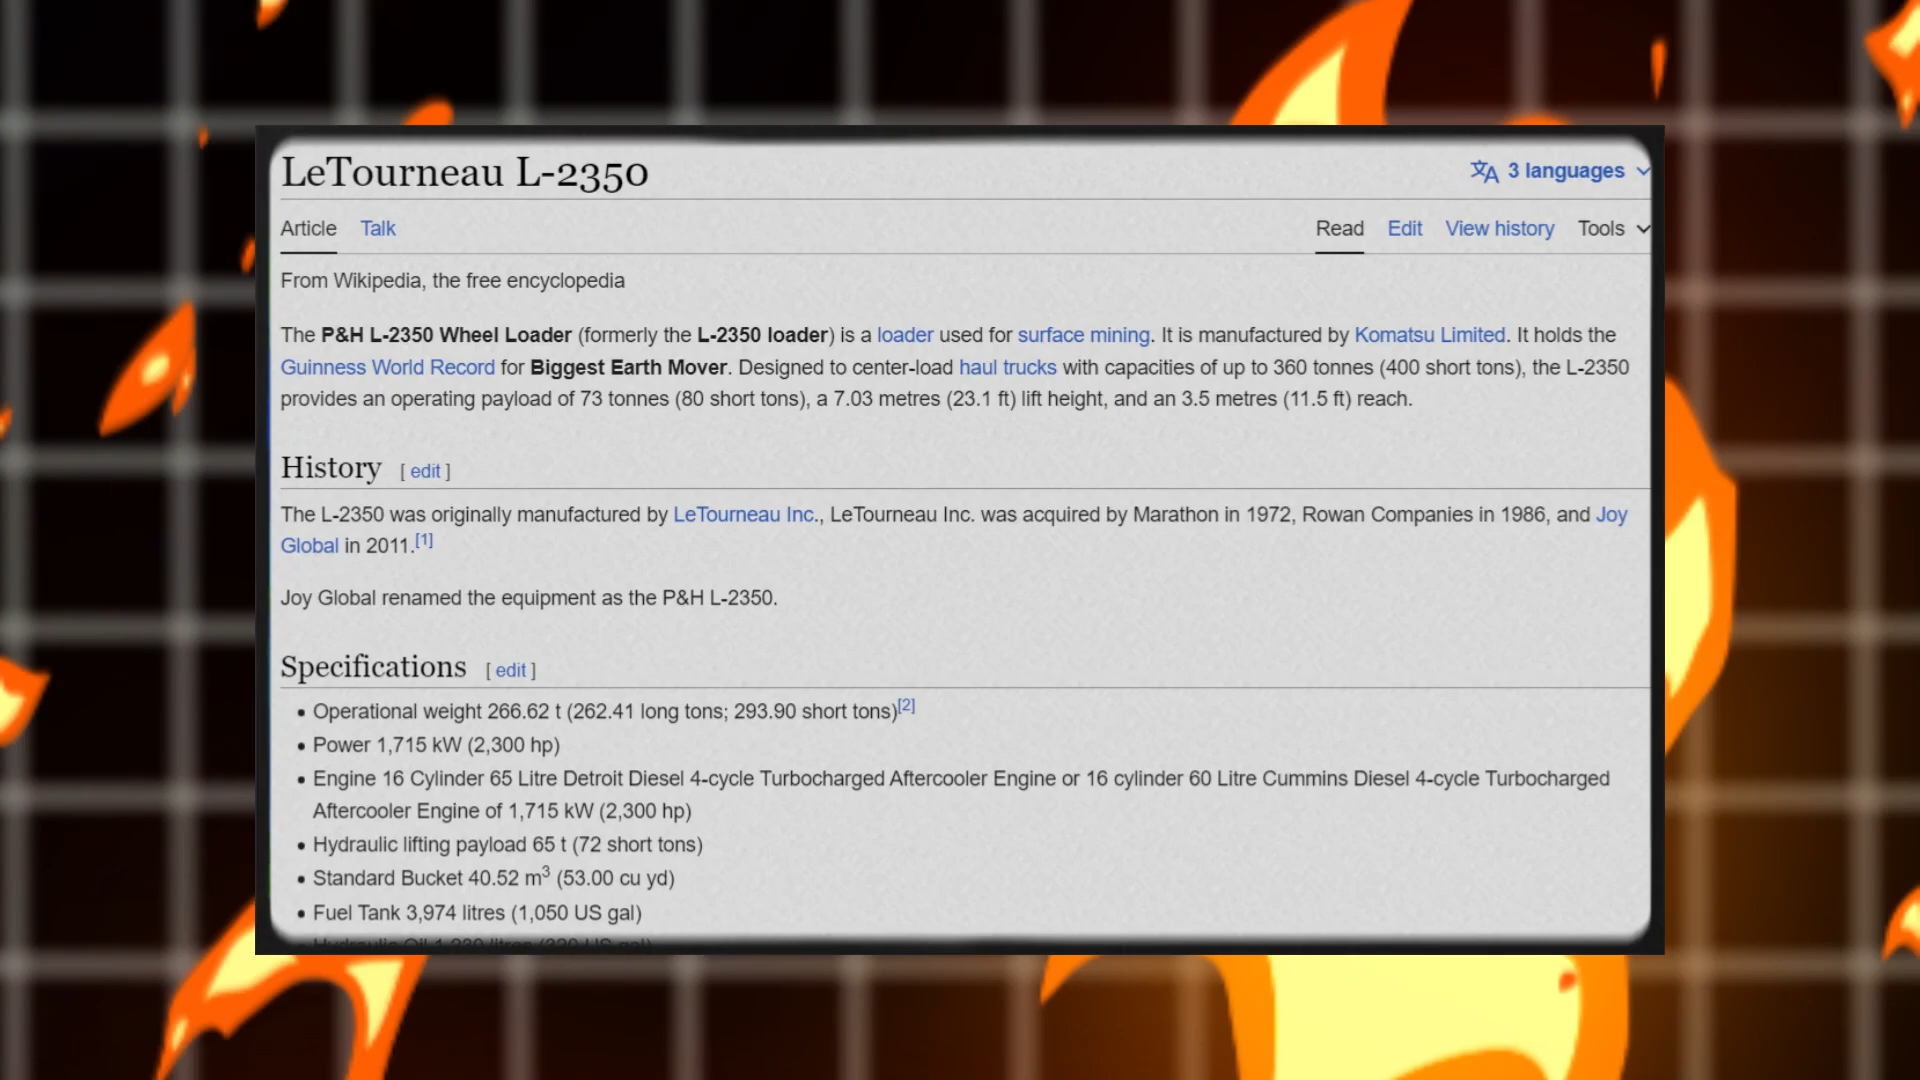 LeTourneau L-2350
3 languages
Article Talk
Read Edit View history Tools
From Wikipedia, the free encyclopedia
The P&H L-2350 Wheel Loader (formerly the L-2350 loader) is a loader used for surface mining. It is manufactured by Komatsu Limited. It holds the
Guinness World Record for Biggest Earth Mover. Designed to center-load haul trucks with capacities of up to 360 tonnes (400 short tons), the L-2350
provides an operating payload of 73 tonnes (80 short tons), a 7.03 metres (23.1 ft) lift height, and an 3.5 metres (11.5 ft) reach.
History [ edit ]
The L-2350 was originally manufactured by LeTourneau Inc., LeTourneau Inc. was acquired by Marathon in 1972, Rowan Companies in 1986, and Joy
Global in 2011.[1]
Joy Global renamed the equipment as the P&H L-2350.
Specifications [ edit ]
• Operational weight 266.62 t (262.41 long tons; 293.90 short tons)[2]
• Power 1,715 kW (2,300 hp)
• Engine 16 Cylinder 65 Litre Detroit Diesel 4-cycle Turbocharged Aftercooler Engine or 16 cylinder 60 Litre Cummins Diesel 4-cycle Turbocharged
Aftercooler Engine of 1,715 kW (2,300 hp)
• Hydraulic lifting payload 65 t (72 short tons)
• Standard Bucket 40.52 m³ (53.00 cu yd)
• Fuel Tank 3,974 litres (1,050 US gal)